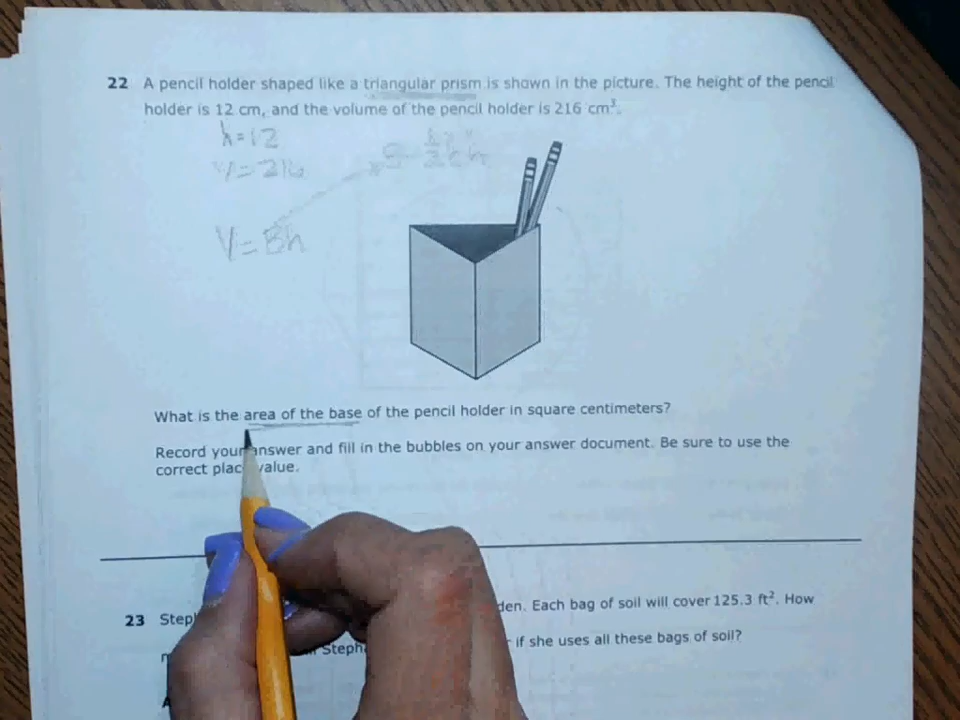 22 A pencil holder shaped like a triangular prism is shown in the picture. The height of the pencil
holder is 12 cm, and the volume of the pencil holder is 216 cm³.
h=12
V=Bh
What is the area of the base of the pencil holder in square centimeters?
Record your answer and fill in the bubbles on your answer document. Be sure to use the
correct place value.
23 Each bag of soil will cover 125.3 ft². How
if she uses all these bags of soil?